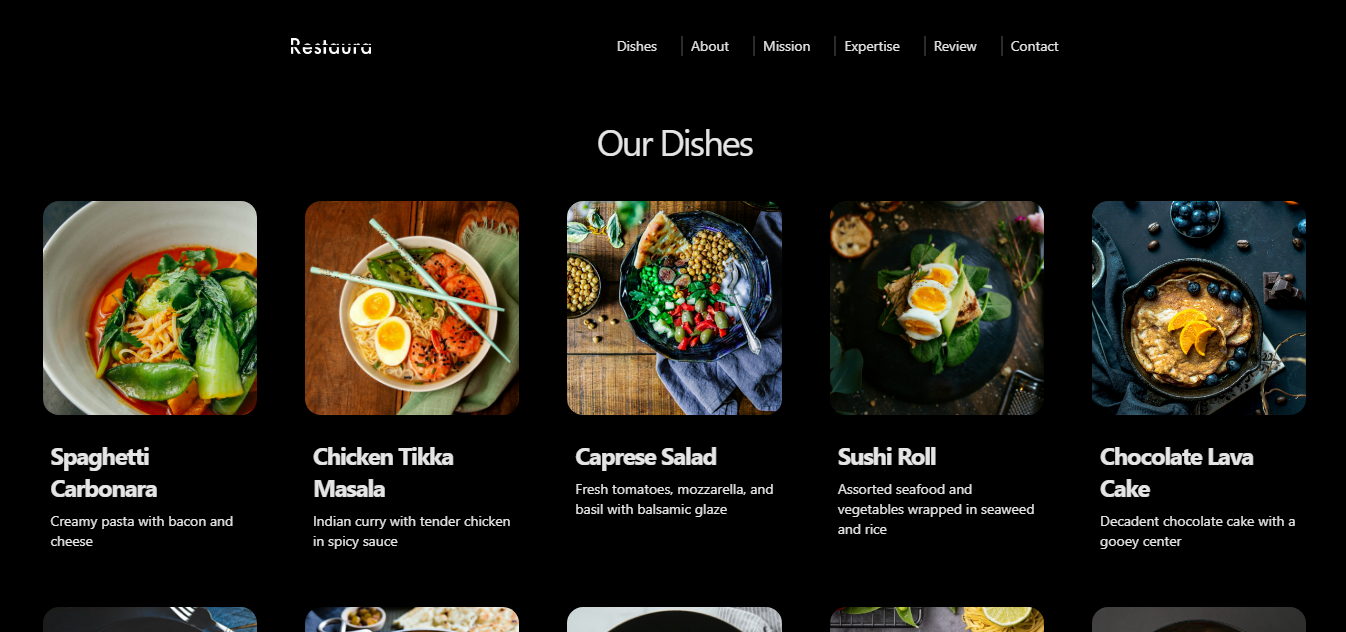 Restaura
Dishes
About
Mission
Expertise
Review
Contact
Our Dishes
Spaghetti
Carbonara
Creamy pasta with bacon and
cheese
Chicken Tikka
Masala
Indian curry with tender chicken
in spicy sauce
Caprese Salad
Fresh tomatoes, mozzarella, and
basil with balsamic glaze
Sushi Roll
Assorted seafood and
vegetables wrapped in seaweed
and rice
Chocolate Lava
Cake
Decadent chocolate cake with a
gooey center